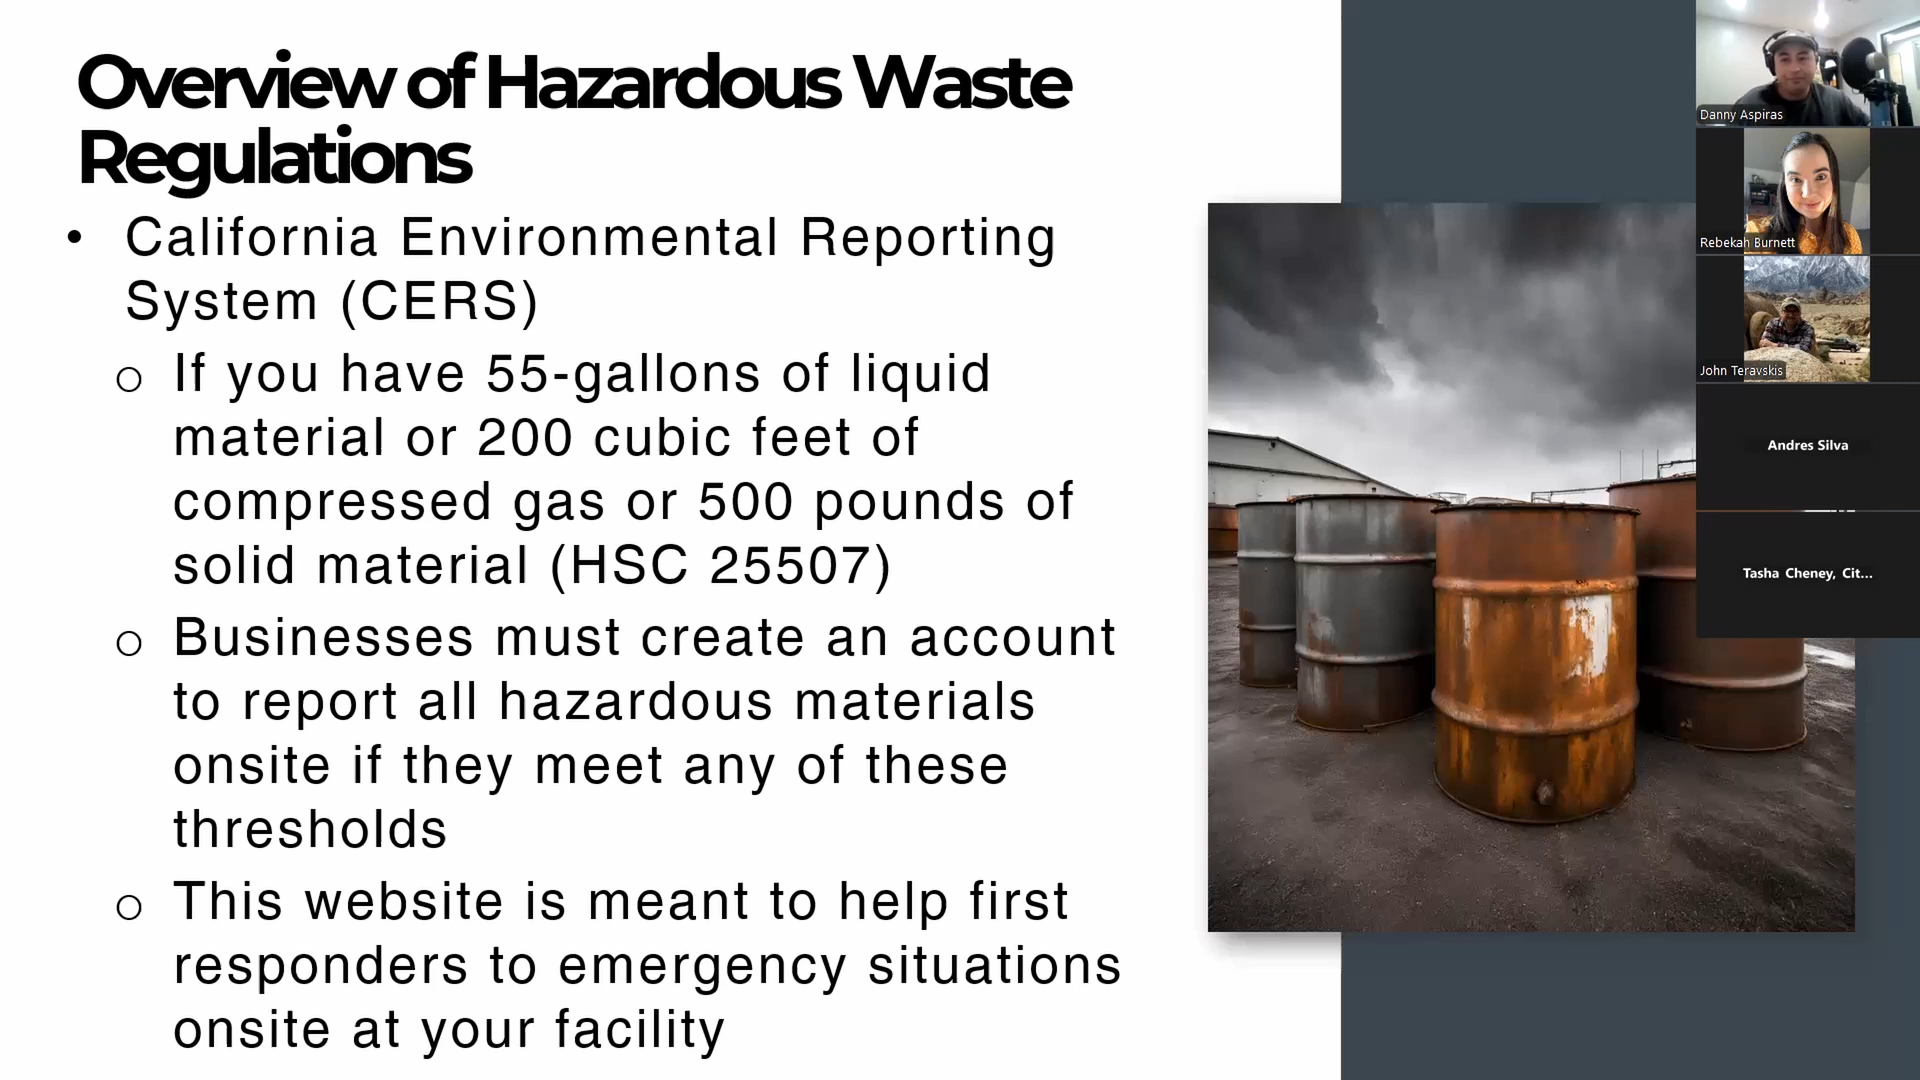 Overview of Hazardous Waste
Regulations
• California Environmental Reporting
System (CERS)
o If you have 55-gallons of liquid
material or 200 cubic feet of
compressed gas or 500 pounds of
solid material (HSC 25507)
o Businesses must create an account
to report all hazardous materials
onsite if they meet any of these
thresholds
o This website is meant to help first
responders to emergency situations
onsite at your facility
Danny Aspiras
Rebekah Burnett
John Teravskis
Andres Silva
Tasha Cheney, Cit...